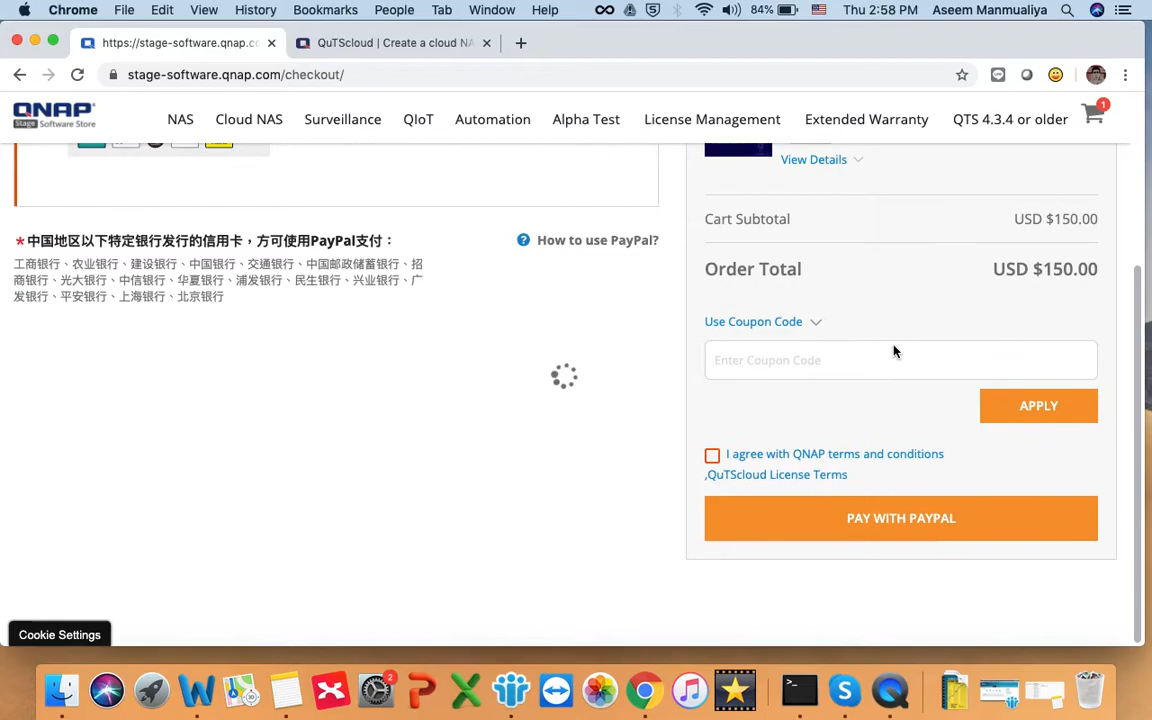 Chrome File Edit View History Bookmarks People Tab Window Help 84% Thu 2:58 PM Aseem Manmualiya
https://stage-software.qnap.c
QuTScloud | Create a cloud NA
stage-software.qnap.com/checkout/
QNAP
Stage Software Store
NAS Cloud NAS Surveillance QIoT Automation Alpha Test License Management Extended Warranty QTS 4.3.4 or older 1
View Details
Cart Subtotal USD $150.00
*中国地区以下特定银行发行的信用卡，方可使用PayPal支付： ? How to use PayPal?
工商银行、农业银行、建设银行、中国银行、交通银行、中国邮政储蓄银行、招
商银行、光大银行、中信银行、华夏银行、浦发银行、民生银行、兴业银行、广
发银行、平安银行、上海银行、北京银行
Order Total USD $150.00
Use Coupon Code
Enter Coupon Code
APPLY
I agree with QNAP terms and conditions
,QuTScloud License Terms
PAY WITH PAYPAL
Cookie Settings
2